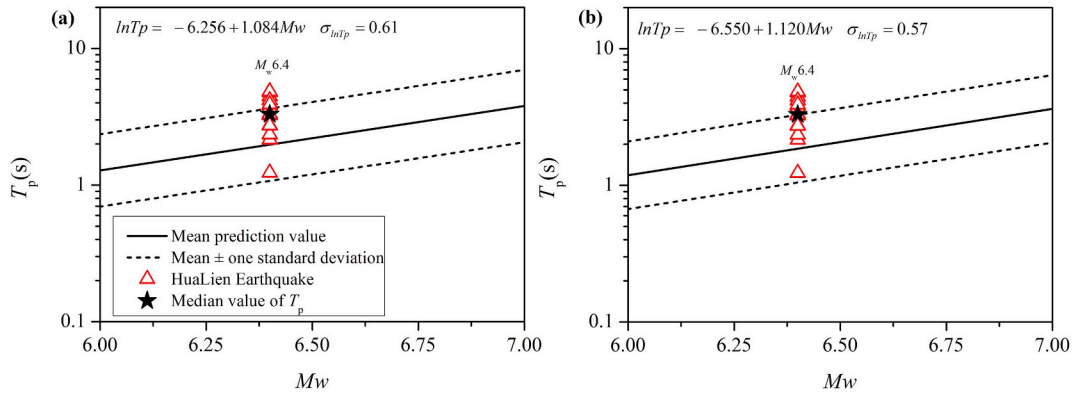 (a)
lnTp = −6.256+1.084Mw σlnTp = 0.61
Mw6.4
10
1
0.1
Tp(s)
Mean prediction value
Mean ± one standard deviation
HuaLien Earthquake
Median value of Tp
6.00 6.25 6.50 6.75 7.00
Mw
(b)
lnTp = −6.550+1.120Mw σlnTp = 0.57
Mw6.4
10
1
0.1
Tp(s)
6.00 6.25 6.50 6.75 7.00
Mw